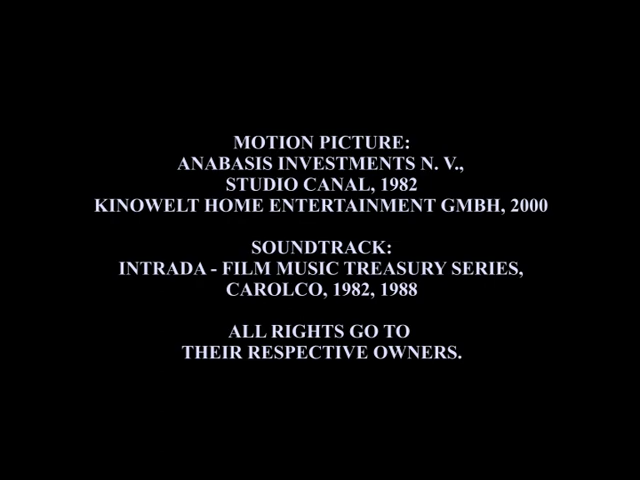 MOTION PICTURE:
ANABASIS INVESTMENTS N. V.,
STUDIO CANAL, 1982
KINOWELT HOME ENTERTAINMENT GMBH, 2000
SOUNDTRACK:
INTRADA - FILM MUSIC TREASURY SERIES,
CAROLCO, 1982, 1988
ALL RIGHTS GO TO
THEIR RESPECTIVE OWNERS.